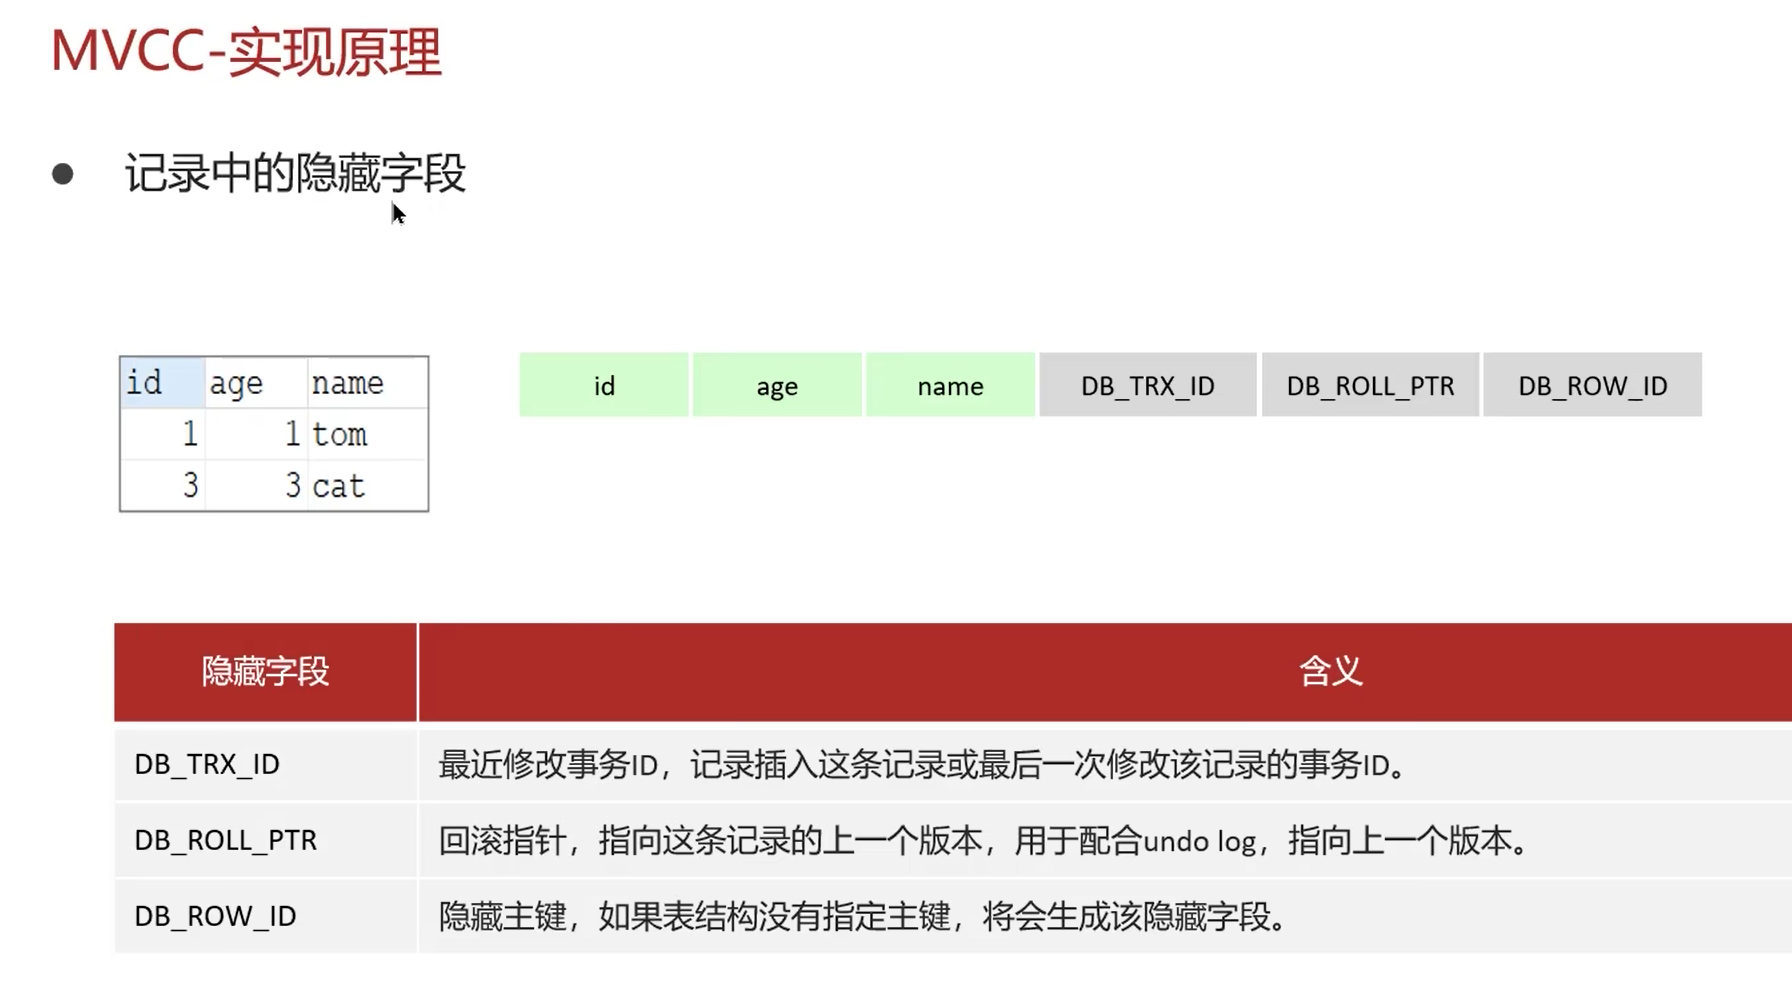 MVCC-实现原理
● 记录中的隐藏字段
id age name
1 1 tom
3 3 cat
id age name DB_TRX_ID DB_ROLL_PTR DB_ROW_ID
隐藏字段 含义
DB_TRX_ID 最近修改事务ID，记录插入这条记录或最后一次修改该记录的事务ID。
DB_ROLL_PTR 回滚指针，指向这条记录的上一个版本，用于配合undo log，指向上一个版本。
DB_ROW_ID 隐藏主键，如果表结构没有指定主键，将会生成该隐藏字段。